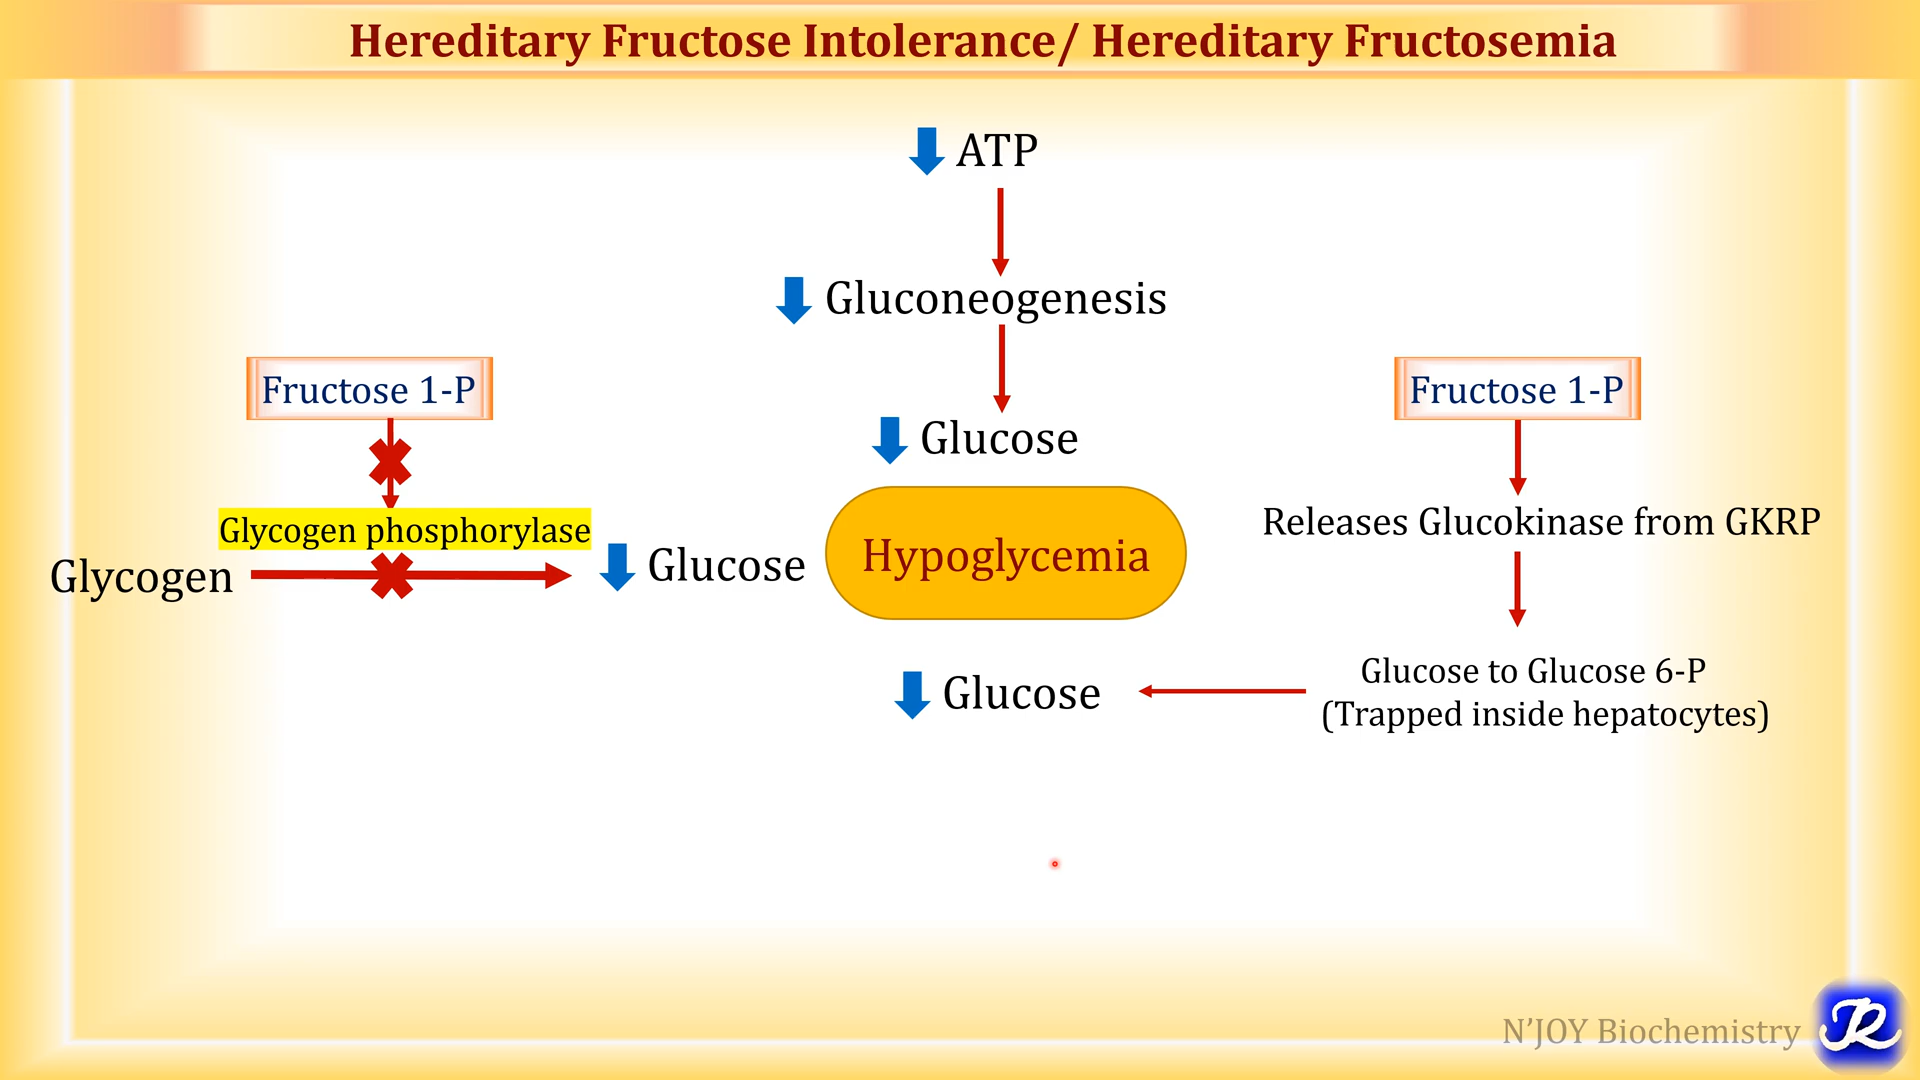 Hereditary Fructose Intolerance/ Hereditary Fructosemia
ATP
Gluconeogenesis
Glucose
Fructose 1-P
Glycogen phosphorylase
Glycogen
Glucose
Hypoglycemia
Fructose 1-P
Releases Glucokinase from GKRP
Glucose to Glucose 6-P
(Trapped inside hepatocytes)
Glucose
N'JOY Biochemistry
JR